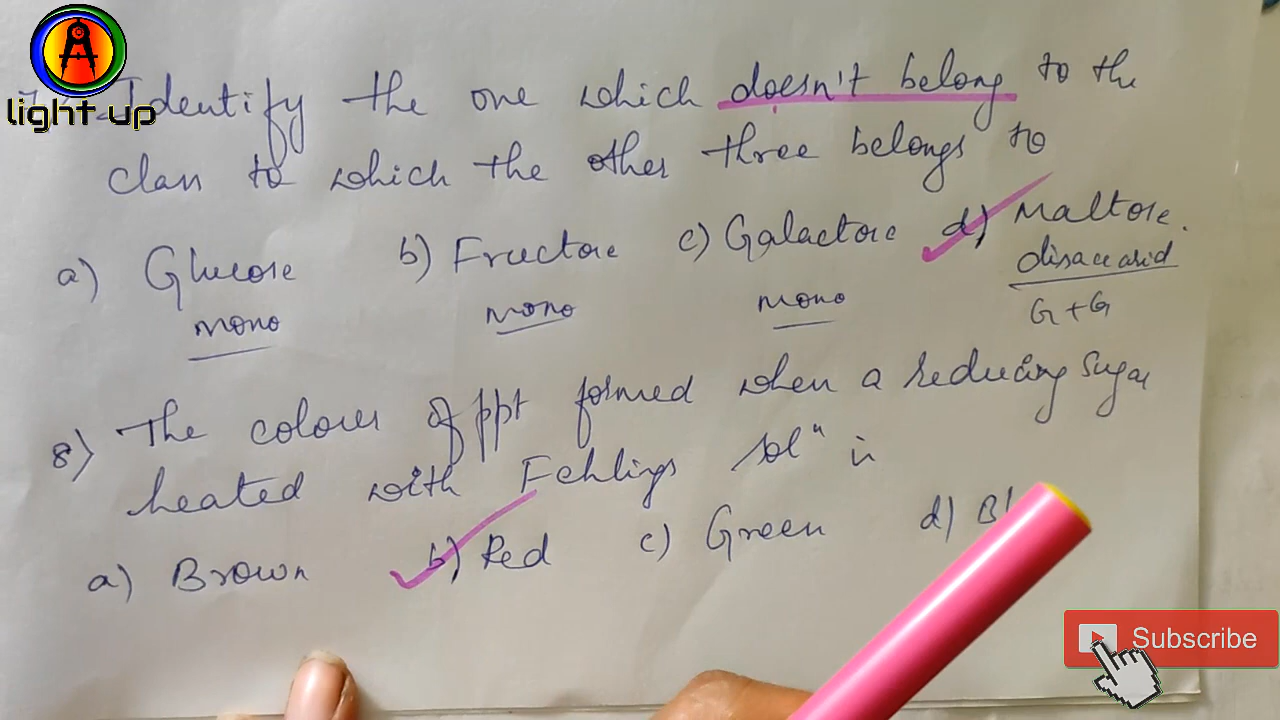 light up
Identify the one which doesn't belong to the
class to which the other three belongs to
a) Glucose b) Fructose c) Galactose d) Maltose.
mono mono mono disaccarid
G+G
8) The colour of ppt formed when a reducing sugar
heated with Fehlings solⁿ is
a) Brown b) Red c) Green d)
Subscribe